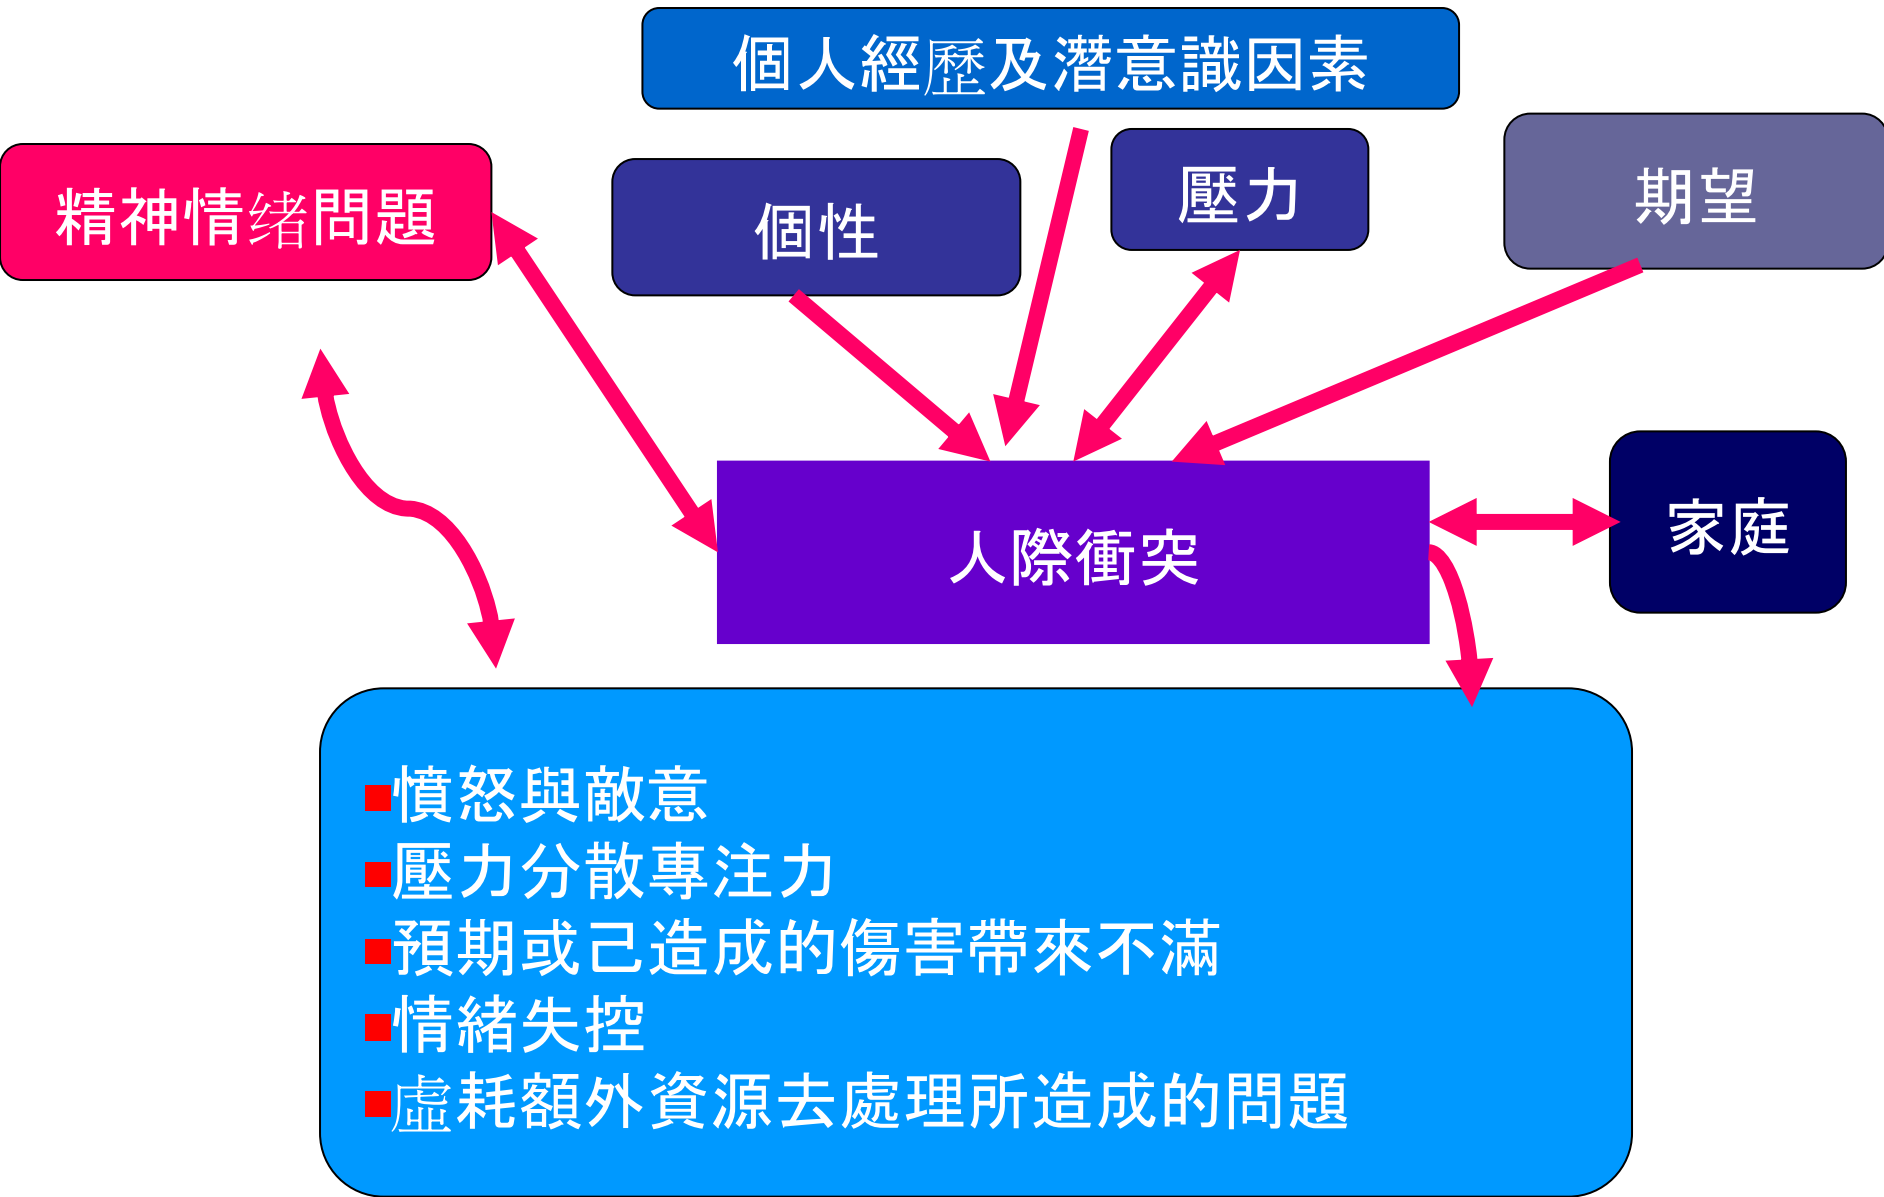 個人經歷及潛意識因素
精神情绪問題
個性
壓力
期望
人際衝突
家庭
憤怒與敵意
壓力分散專注力
預期或己造成的傷害帶來不滿
情緒失控
虛耗額外資源去處理所造成的問題